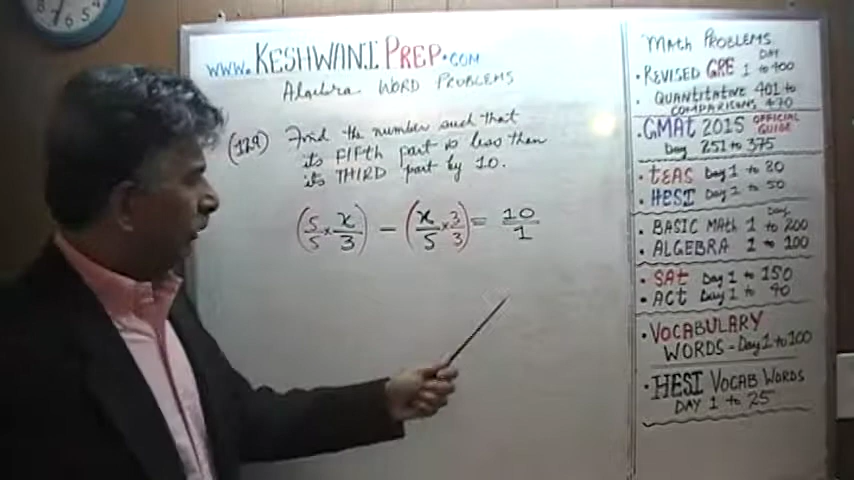 www.KESHWANI PREP.COM
Algebra WORD PROBLEMS
(129) Find the number such that
its FIFTH part is less than
its THIRD part by 10.
(5/5 × x/3) − (x/5 × 3/3) = 10/1
MATH PROBLEMS
DAY
• REVISED GRE 1 to 400
• QUANTITATIVE 401 to
COMPARISONS 470
• GMAT 2015 OFFICIAL GUIDE
Day 251 to 375
• TEAS Day 1 to 80
• HESI Day 1 to 50
Day
• BASIC MATH 1 to 200
• ALGEBRA 1 to 100
• SAT Day 1 to 150
• ACT Day 1 to 90
• VOCABULARY
WORDS - Day 1 to 100
• HESI VOCAB WORDS
DAY 1 to 25